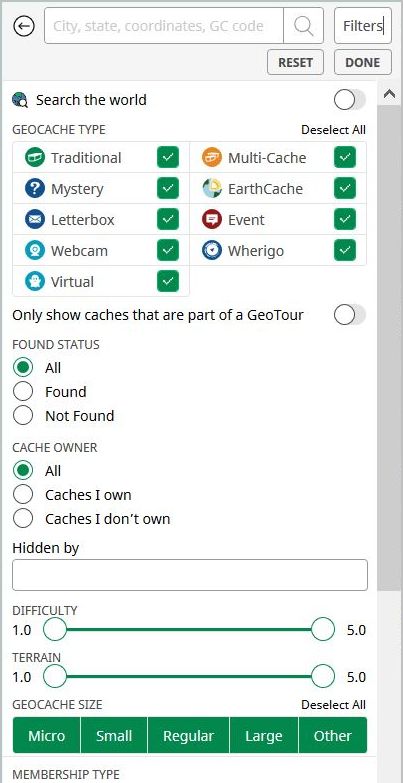 City, state, coordinates, GC code
Filters
RESET
DONE
Search the world
GEOCACHE TYPE
Deselect All
Traditional
Multi-Cache
Mystery
EarthCache
Letterbox
Event
Webcam
Wherigo
Virtual
Only show caches that are part of a GeoTour
FOUND STATUS
All
Found
Not Found
CACHE OWNER
All
Caches I own
Caches I don't own
Hidden by
DIFFICULTY
1.0
5.0
TERRAIN
1.0
5.0
GEOCACHE SIZE
Deselect All
Micro
Small
Regular
Large
Other
MEMBERSHIP TYPE